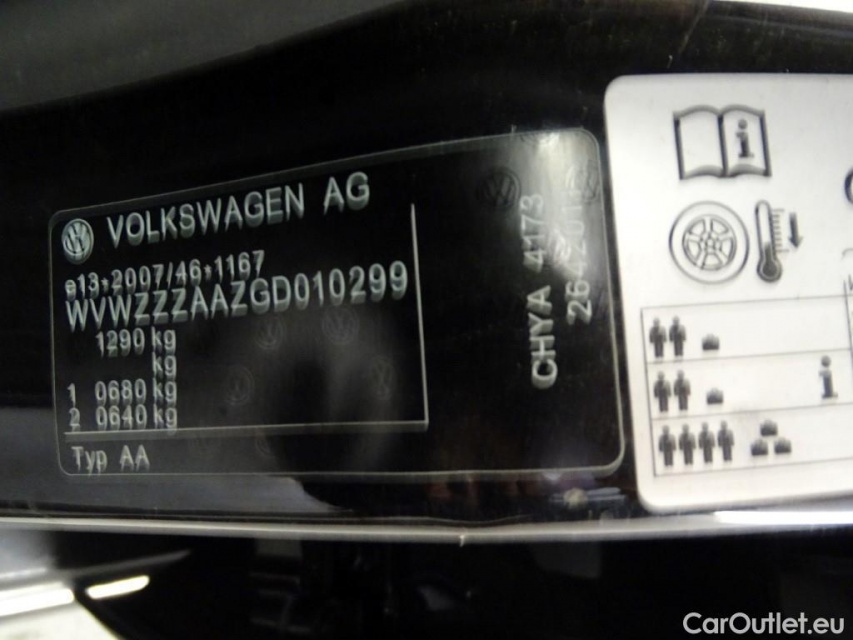 VOLKSWAGEN AG
e13*2007/46*1167
WVWZZZAAZGD010299
1290 kg
kg
1 0680 kg
2 0640 kg
Typ AA
CHYA 4173
i
i
CarOutlet.eu